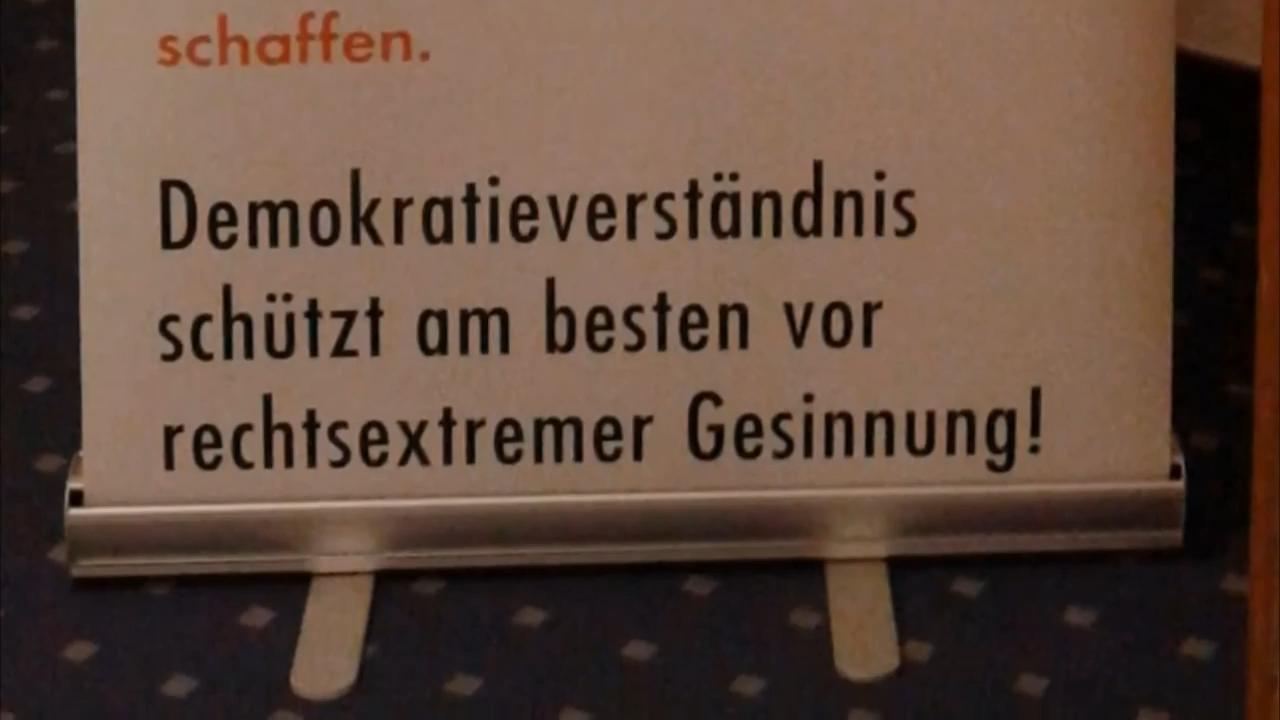 schaffen.
Demokratieverständnis
schützt am besten vor
rechtsextremer Gesinnung!